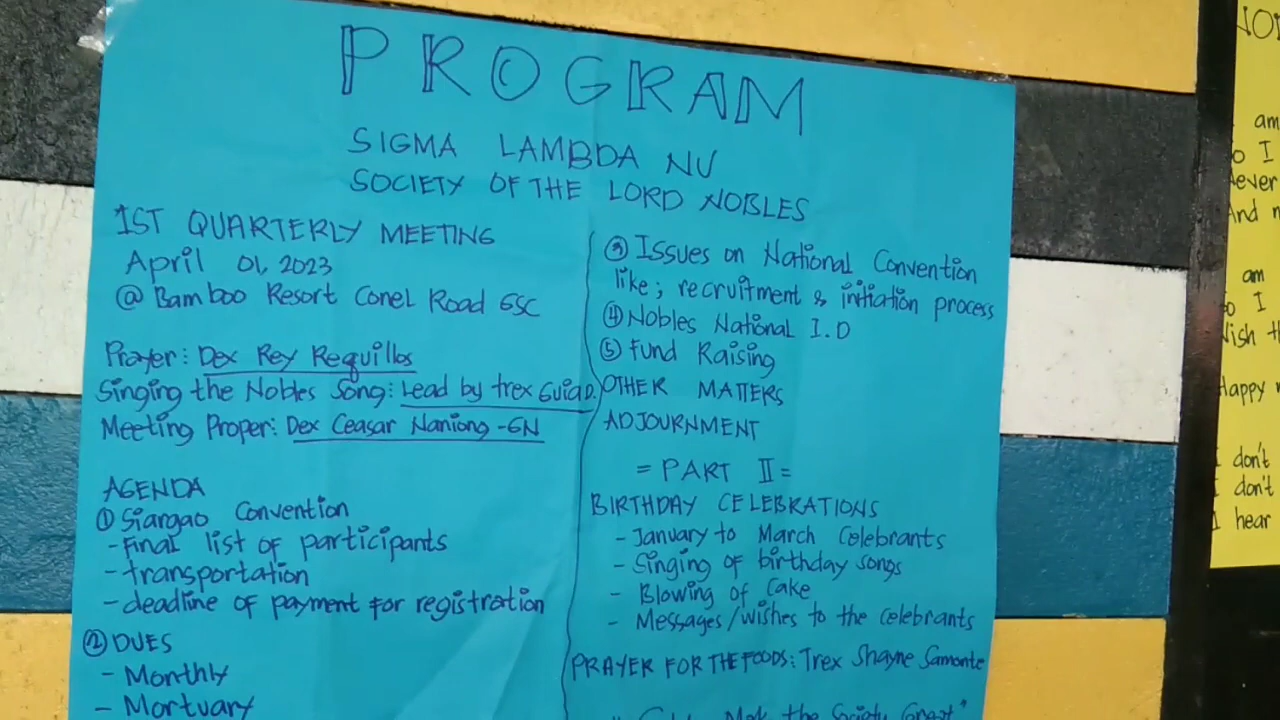 PROGRAM
SIGMA LAMBDA NU
SOCIETY OF THE LORD NOBLES
1ST QUARTERLY MEETING
April 01, 2023
@ Bamboo Resort Conel Road GSC
Prayer: Dex Rey Requillos
Singing the Nobles Song: Lead by trex Guiad.
Meeting Proper: Dex Ceasar Naniong -GN
AGENDA
① Siargao Convention
- Final list of participants
- transportation
- deadline of payment for registration
② DUES
- Monthly
- Mortuary
③ Issues on National Convention
like; recruitment & initiation process
④ Nobles National I.D
⑤ Fund Raising
OTHER MATTERS
ADJOURNMENT
= PART II =
BIRTHDAY CELEBRATIONS
- January to March Celebrants
- Singing of birthday songs
- Blowing of Cake
- Messages/wishes to the celebrants
PRAYER FOR THE FOODS: Trex Shayne Samonte
the Society Great"
am
o I
And
am
I
Happy
I don't
I don't
I hear